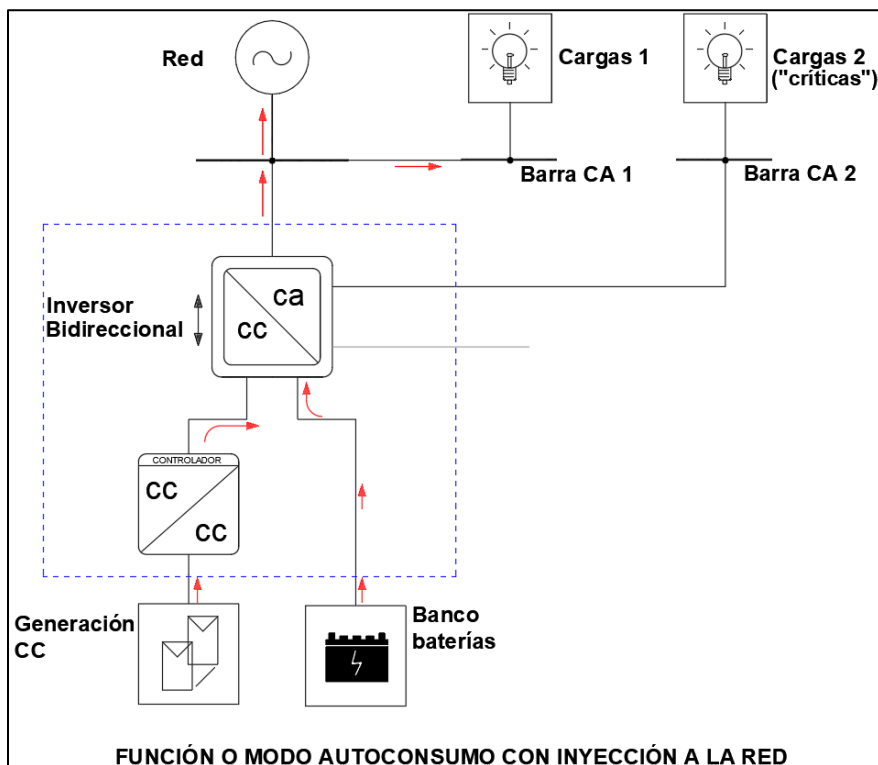 Red
Cargas 1
Cargas 2
("críticas")
Barra CA 1
Barra CA 2
Inversor
Bidireccional
ca
cc
CONTROLADOR
CC
CC
Generación
CC
Banco
baterías
FUNCIÓN O MODO AUTOCONSUMO CON INYECCIÓN A LA RED